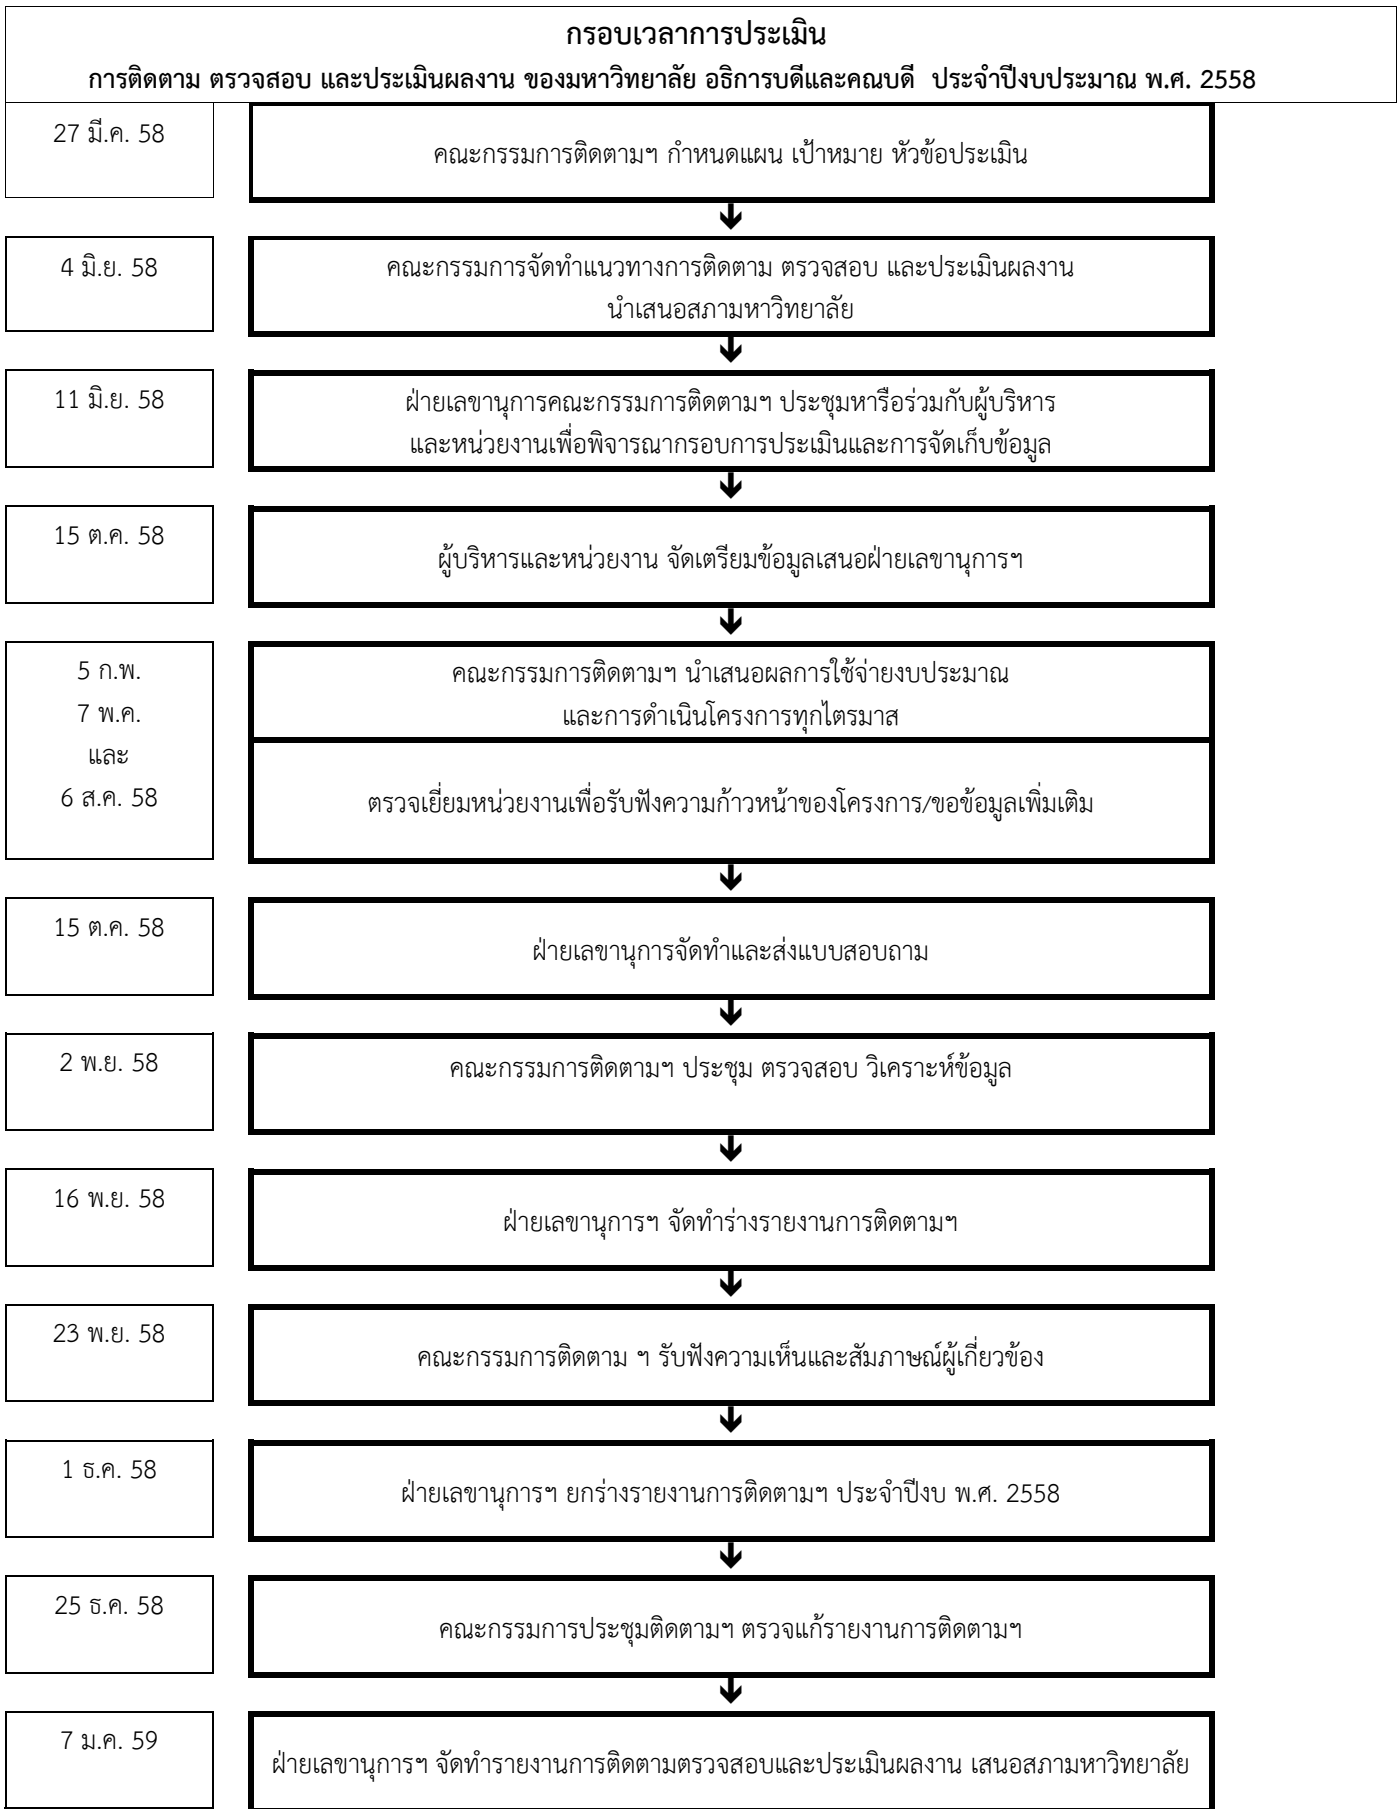 กรอบเวลาการประเมิน
การติดตาม ตรวจสอบ และประเมินผลงาน ของมหาวิทยาลัย อธิการบดีและคณบดี ประจำปีงบประมาณ พ.ศ. 2558
27 มี.ค. 58
คณะกรรมการติดตามฯ กำหนดแผน เป้าหมาย หัวข้อประเมิน
4 มิ.ย. 58
คณะกรรมการจัดทำแนวทางการติดตาม ตรวจสอบ และประเมินผลงาน
นำเสนอสภามหาวิทยาลัย
11 มิ.ย. 58
ฝ่ายเลขานุการคณะกรรมการติดตามฯ ประชุมหารือร่วมกับผู้บริหาร
และหน่วยงานเพื่อพิจารณากรอบการประเมินและการจัดเก็บข้อมูล
15 ต.ค. 58
ผู้บริหารและหน่วยงาน จัดเตรียมข้อมูลเสนอฝ่ายเลขานุการฯ
5 ก.พ.
7 พ.ค.
และ
6 ส.ค. 58
คณะกรรมการติดตามฯ นำเสนอผลการใช้จ่ายงบประมาณ
และการดำเนินโครงการทุกไตรมาส
ตรวจเยี่ยมหน่วยงานเพื่อรับฟังความก้าวหน้าของโครงการ/ขอข้อมูลเพิ่มเติม
15 ต.ค. 58
ฝ่ายเลขานุการจัดทำและส่งแบบสอบถาม
2 พ.ย. 58
คณะกรรมการติดตามฯ ประชุม ตรวจสอบ วิเคราะห์ข้อมูล
16 พ.ย. 58
ฝ่ายเลขานุการฯ จัดทำร่างรายงานการติดตามฯ
23 พ.ย. 58
คณะกรรมการติดตาม ฯ รับฟังความเห็นและสัมภาษณ์ผู้เกี่ยวข้อง
1 ธ.ค. 58
ฝ่ายเลขานุการฯ ยกร่างรายงานการติดตามฯ ประจำปีงบ พ.ศ. 2558
25 ธ.ค. 58
คณะกรรมการประชุมติดตามฯ ตรวจแก้รายงานการติดตามฯ
7 ม.ค. 59
ฝ่ายเลขานุการฯ จัดทำรายงานการติดตามตรวจสอบและประเมินผลงาน เสนอสภามหาวิทยาลัย